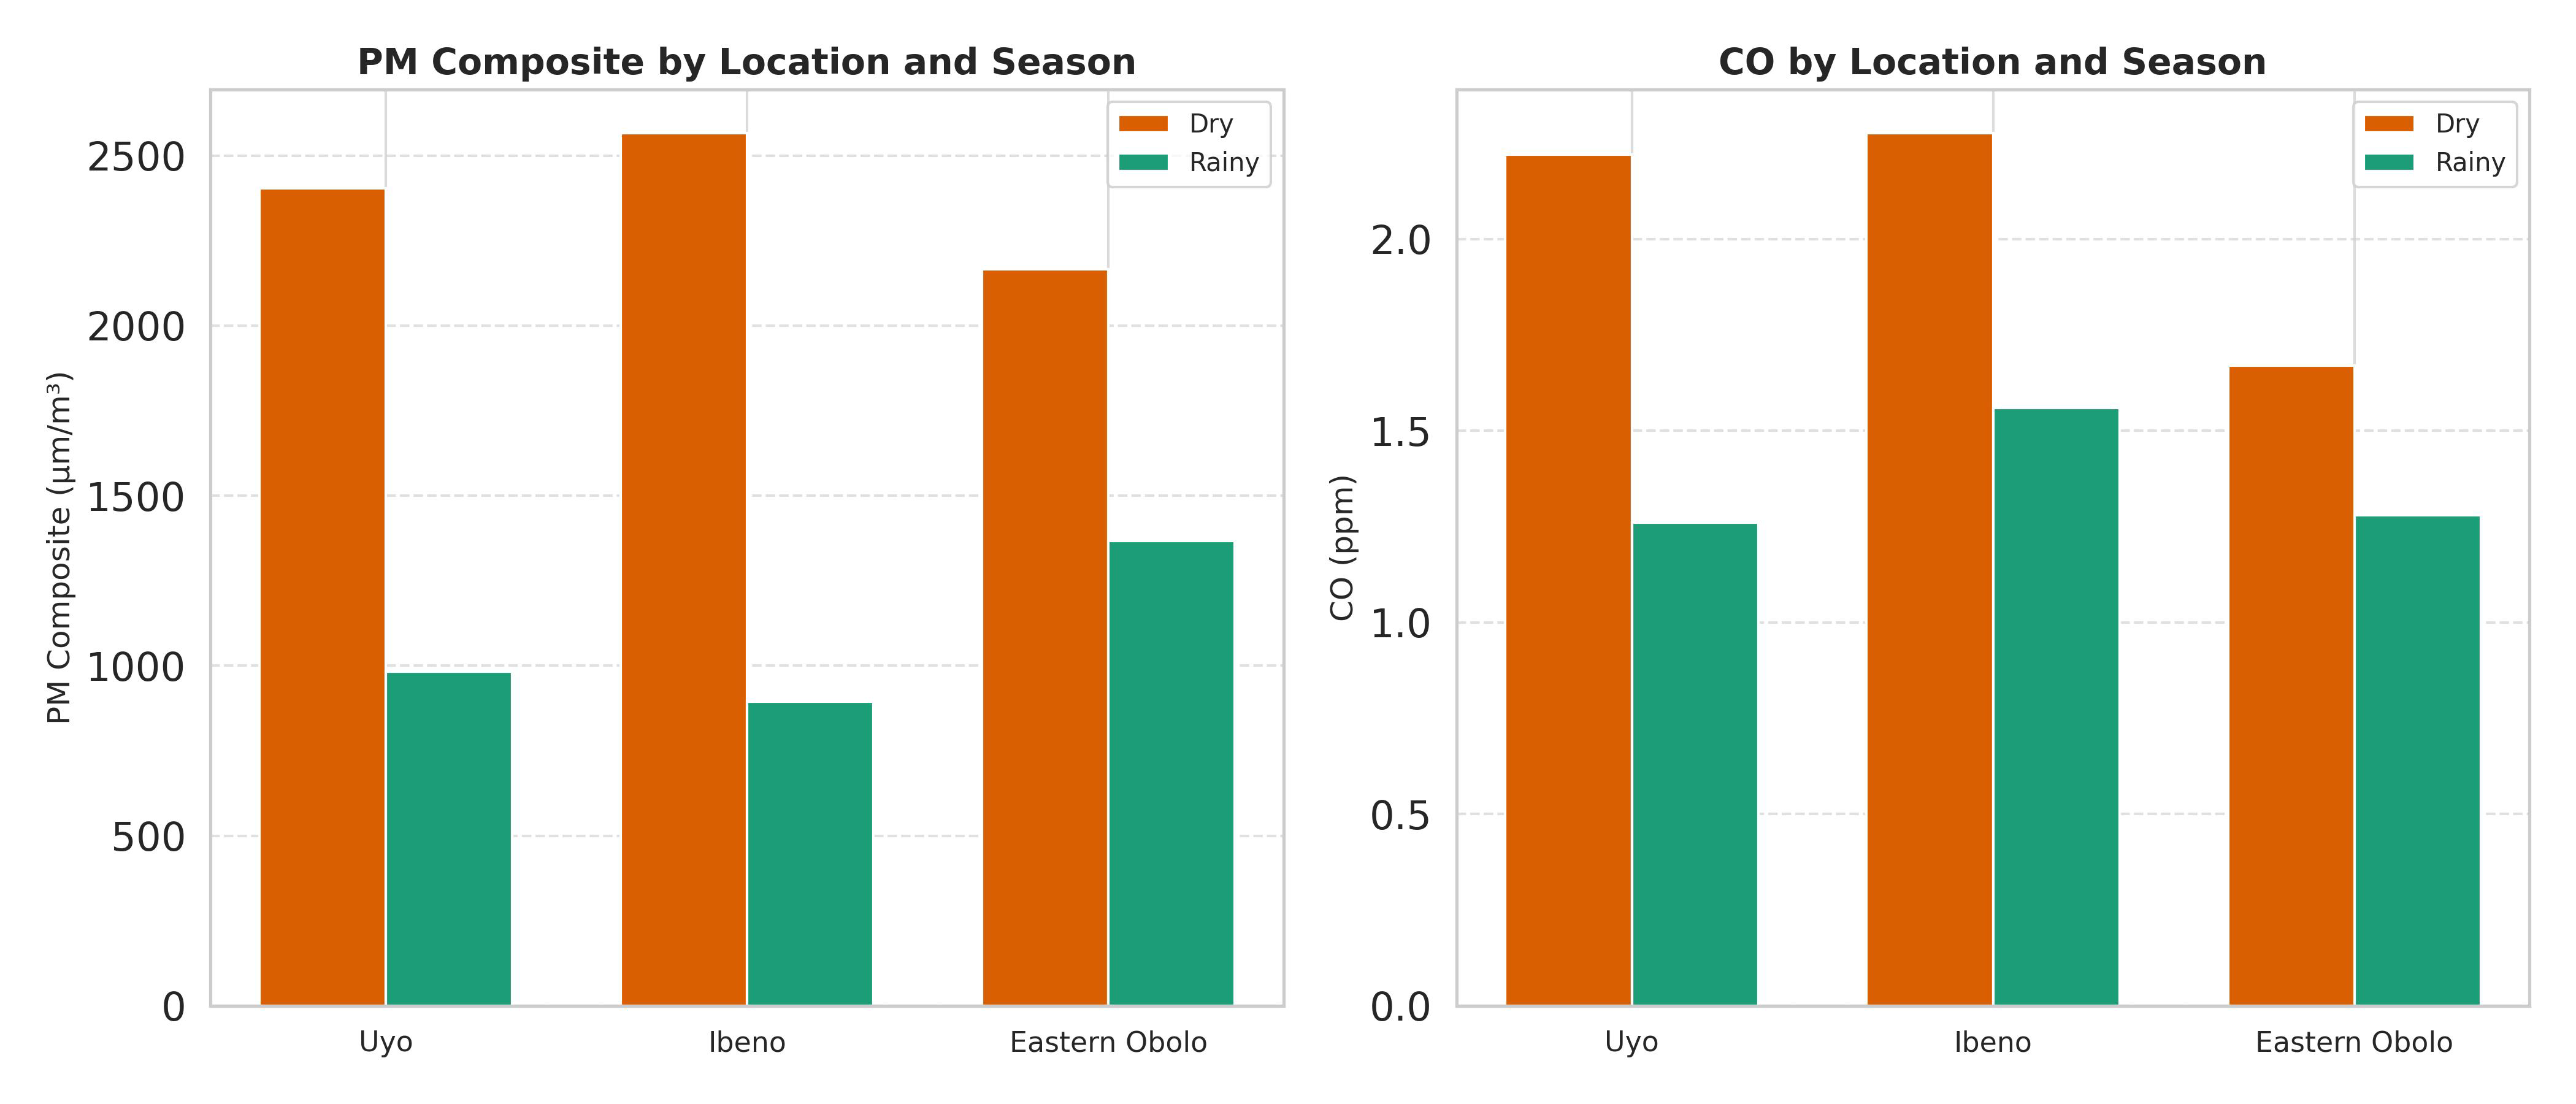 PM Composite by Location and Season
PM Composite (μm/m³)
2500
2000
1500
1000
500
0
Uyo
Ibeno
Eastern Obolo
Dry
Rainy
CO by Location and Season
CO (ppm)
2.0
1.5
1.0
0.5
0.0
Uyo
Ibeno
Eastern Obolo
Dry
Rainy